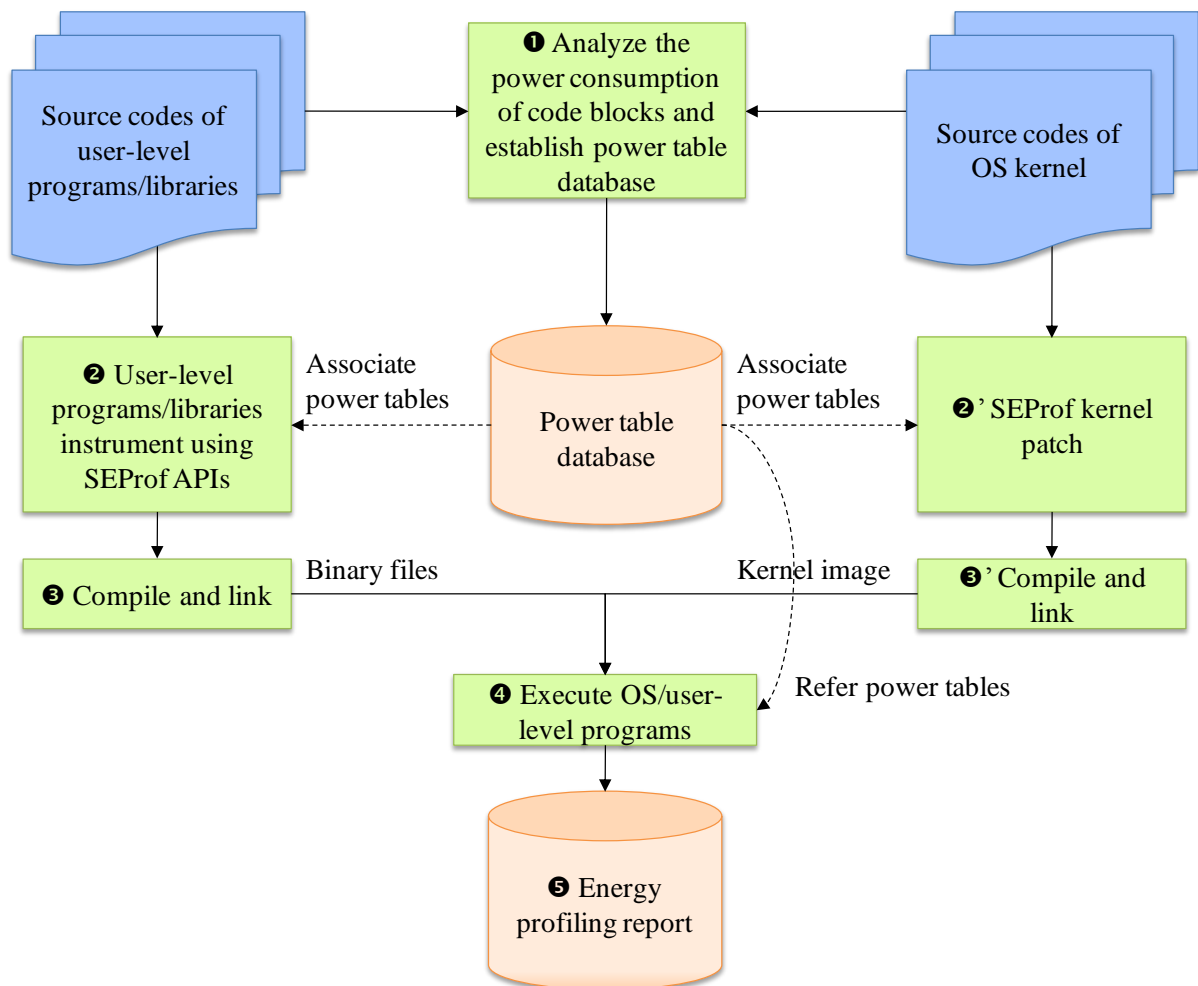 Source codes of
user-level
programs/libraries
❶ Analyze the
power consumption
of code blocks and
establish power table
database
Source codes of
OS kernel
❷ User-level
programs/libraries
instrument using
SEProf APIs
Associate
power tables
Power table
database
Associate
power tables
❷’ SEProf kernel
patch
❸ Compile and link
Binary files
Kernel image
❸’ Compile and
link
❹ Execute OS/user-
level programs
Refer power tables
❺ Energy
profiling report